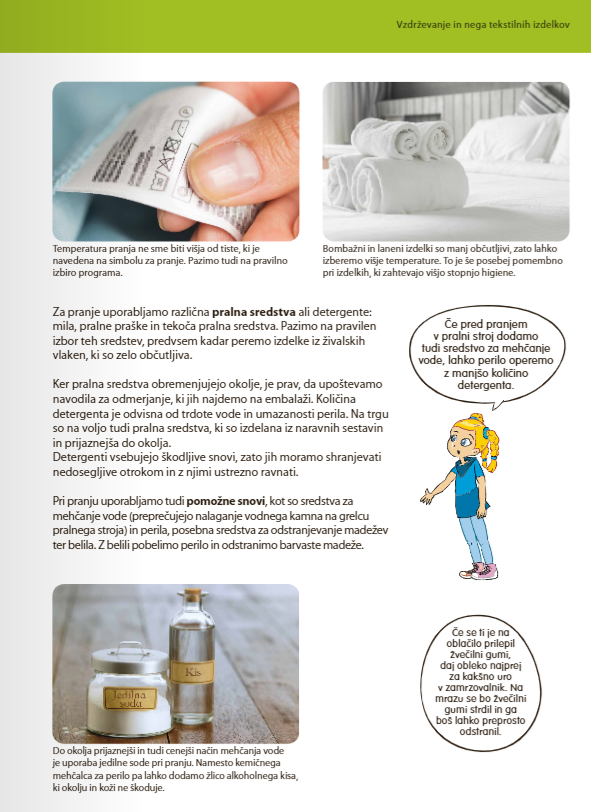 Vzdrževanje in nega tekstilnih izdelkov
Temperatura pranja ne sme biti višja od tiste, ki je
navedena na simbolu za pranje. Pazimo tudi na pravilno
izbiro programa.
Bombažni in laneni izdelki so manj občutljivi, zato lahko
izberemo višje temperature. To je še posebej pomembno
pri izdelkih, ki zahtevajo višjo stopnjo higiene.
Za pranje uporabljamo različna pralna sredstva ali detergente:
mila, pralne praške in tekoča pralna sredstva. Pazimo na pravilen
izbor teh sredstev, predvsem kadar peremo izdelke iz živalskih
vlaken, ki so zelo občutljiva.
Ker pralna sredstva obremenjujejo okolje, je prav, da upoštevamo
navodila za odmerjanje, ki jih najdemo na embalaži. Količina
detergenta je odvisna od trdote vode in umazanosti perila. Na trgu
so na voljo tudi pralna sredstva, ki so izdelana iz naravnih sestavin
in prijaznejša do okolja.
Detergenti vsebujejo škodljive snovi, zato jih moramo shranjevati
nedosegljive otrokom in z njimi ustrezno ravnati.
Pri pranju uporabljamo tudi pomožne snovi, kot so sredstva za
mehčanje vode (preprečujejo nalaganje vodnega kamna na grelcu
pralnega stroja) in perila, posebna sredstva za odstranjevanje madežev
ter belila. Z belili pobelimo perilo in odstranimo barvaste madeže.
Če pred pranjem
v pralni stroj dodamo
tudi sredstvo za mehčanje
vode, lahko perilo operemo
z manjšo količino
detergenta.
Jedilna
soda
Kis
Do okolja prijaznejši in tudi cenejši način mehčanja vode
je uporaba jedilne sode pri pranju. Namesto kemičnega
mehčalca za perilo pa lahko dodamo žlico alkoholnega kisa,
ki okolju in koži ne škoduje.
Če se ti je na
oblačilo prilepil
žvečilni gumi,
daj obleko najprej
za kakšno uro
v zamrzovalnik. Na
mrazu se bo žvečilni
gumi strdil in ga
boš lahko preprosto
odstranil.